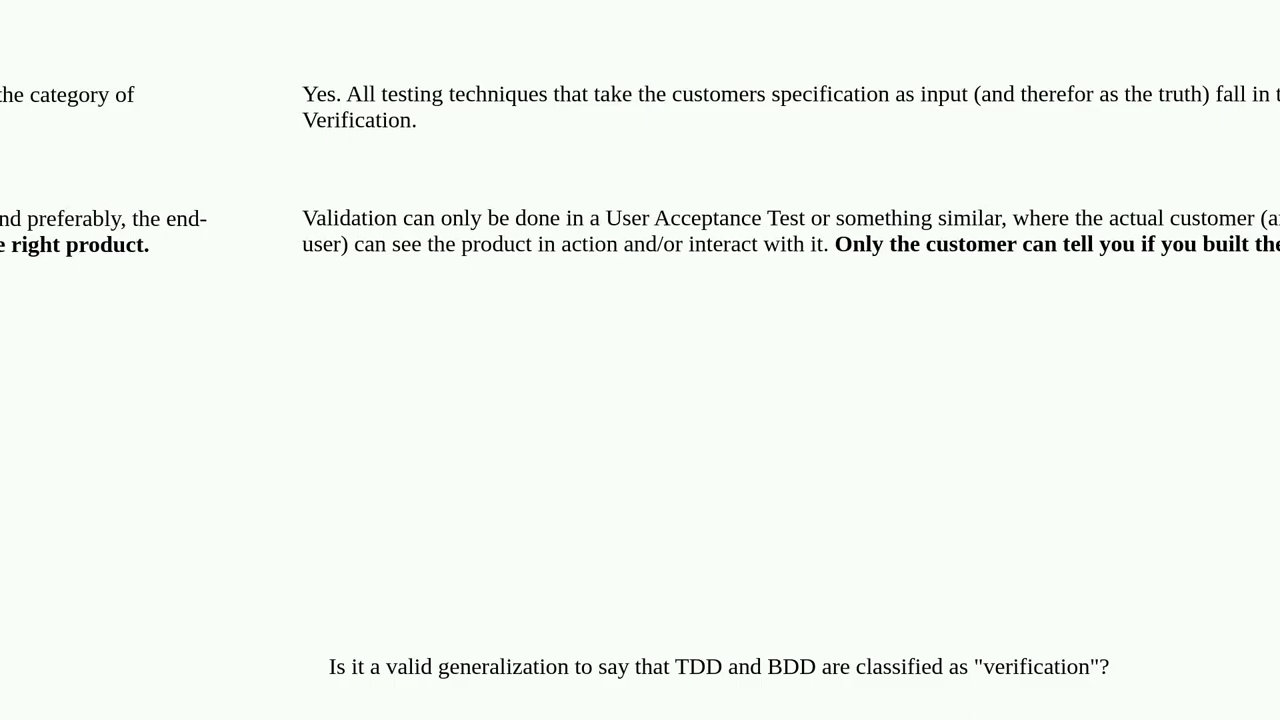 the category of
nd preferably, the end-
right product.
Yes. All testing techniques that take the customers specification as input (and therefor as the truth) fall in
Verification.
Validation can only be done in a User Acceptance Test or something similar, where the actual customer
user) can see the product in action and/or interact with it. Only the customer can tell you if you built the
Is it a valid generalization to say that TDD and BDD are classified as "verification"?